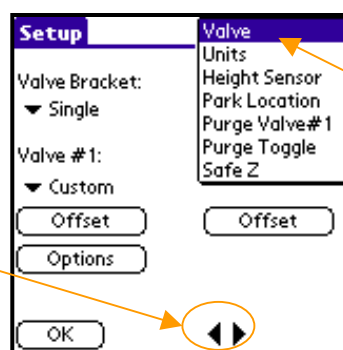 Setup
Valve
Units
Height Sensor
Park Location
Purge Valve#1
Purge Toggle
Safe Z
Valve Bracket:
Single
Valve #1:
Custom
Offset
Offset
Options
OK